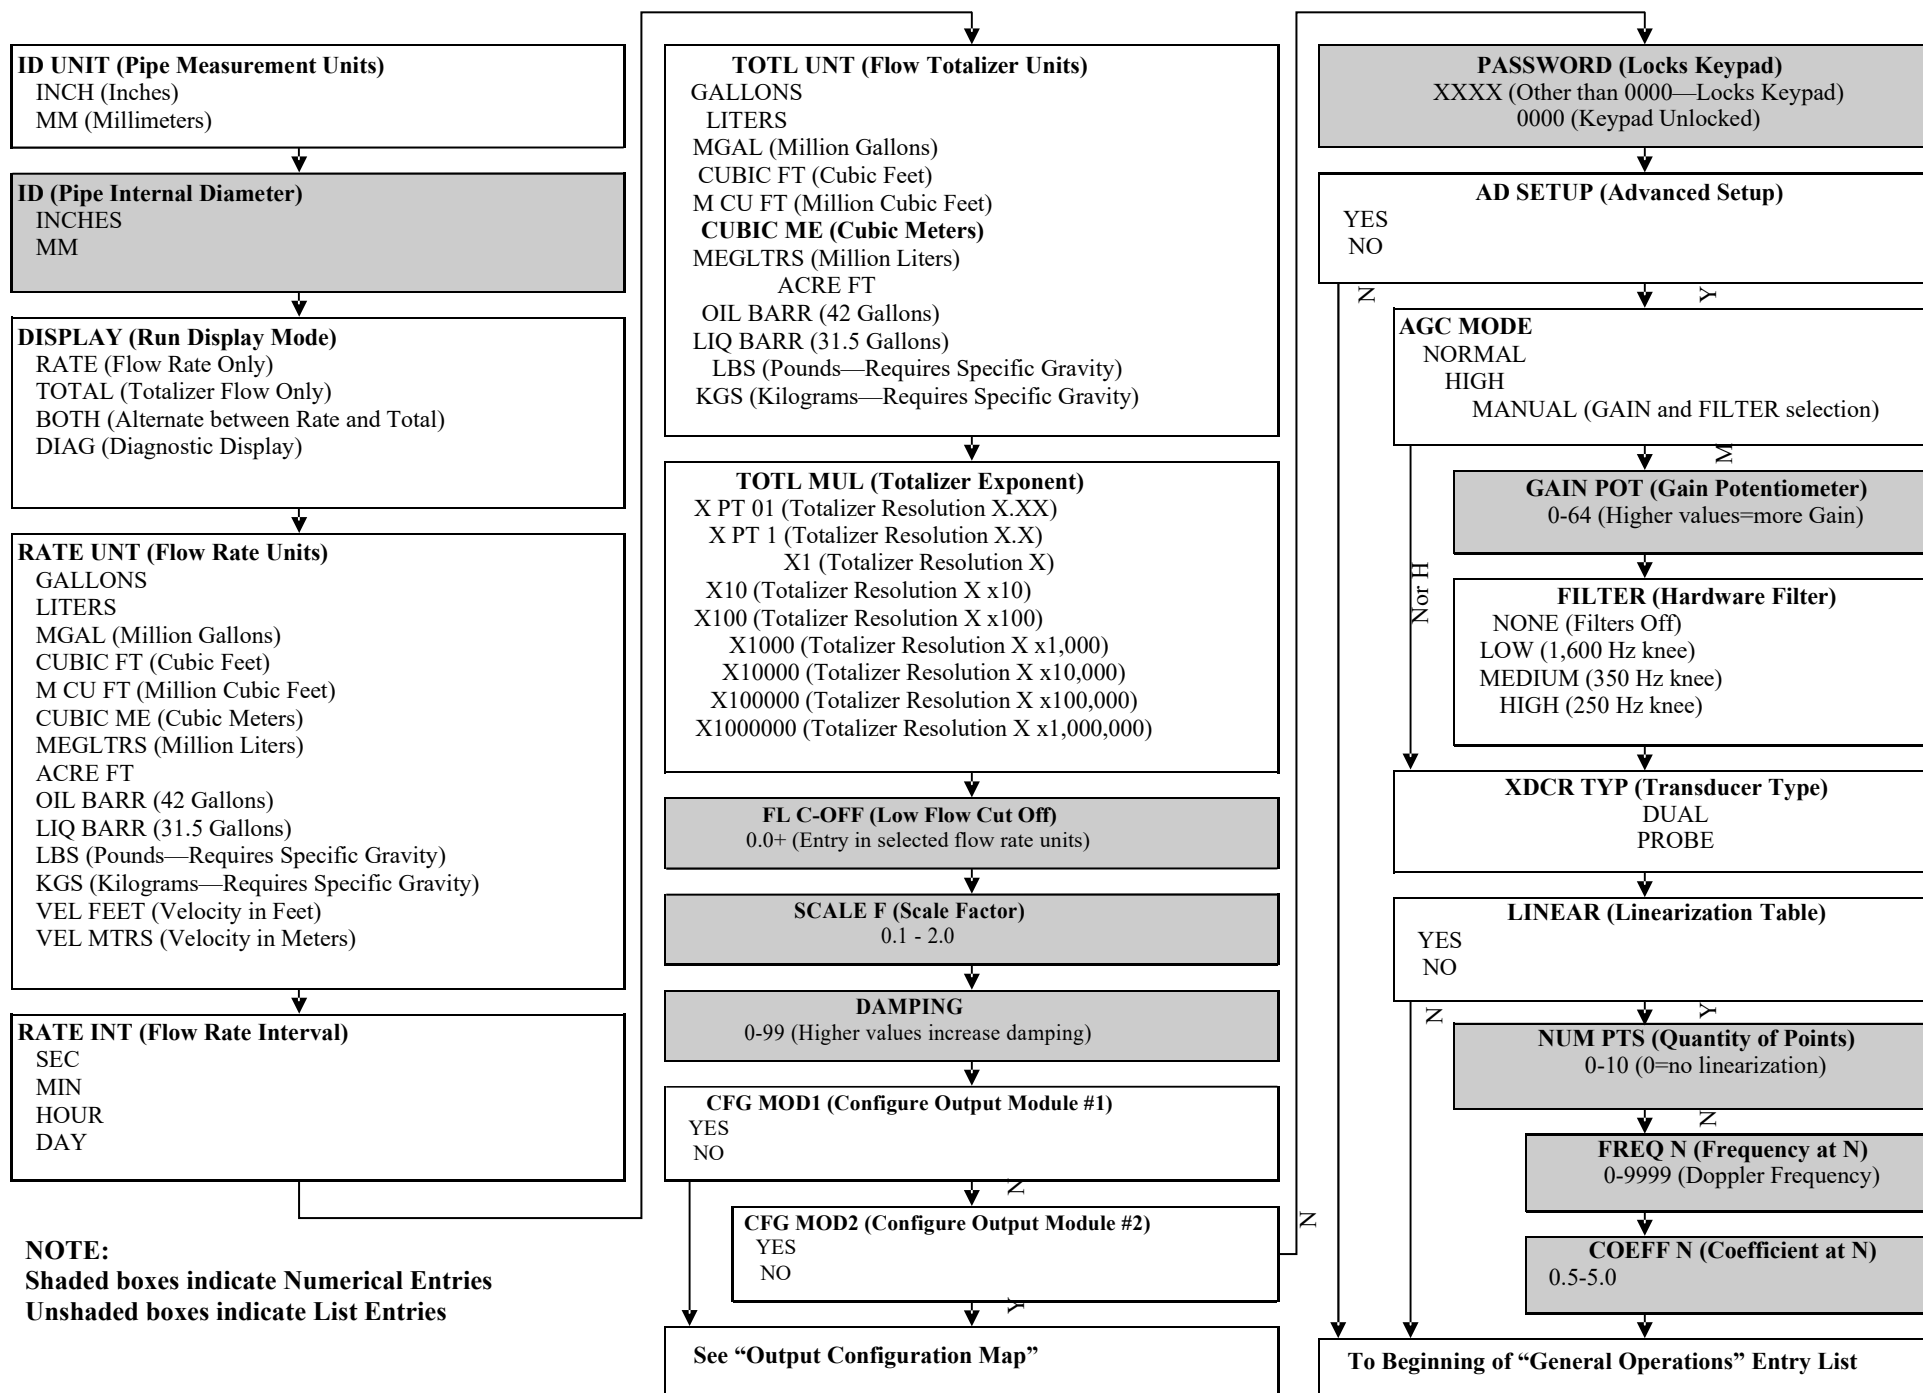 ID UNIT (Pipe Measurement Units)
INCH (Inches)
MM (Millimeters)
ID (Pipe Internal Diameter)
INCHES
MM
DISPLAY (Run Display Mode)
RATE (Flow Rate Only)
TOTAL (Totalizer Flow Only)
BOTH (Alternate between Rate and Total)
DIAG (Diagnostic Display)
RATE UNT (Flow Rate Units)
GALLONS
LITERS
MGAL (Million Gallons)
CUBIC FT (Cubic Feet)
M CU FT (Million Cubic Feet)
CUBIC ME (Cubic Meters)
MEGLTRS (Million Liters)
ACRE FT
OIL BARR (42 Gallons)
LIQ BARR (31.5 Gallons)
LBS (Pounds—Requires Specific Gravity)
KGS (Kilograms—Requires Specific Gravity)
VEL FEET (Velocity in Feet)
VEL MTRS (Velocity in Meters)
RATE INT (Flow Rate Interval)
SEC
MIN
HOUR
DAY
NOTE:
Shaded boxes indicate Numerical Entries
Unshaded boxes indicate List Entries
TOTL UNT (Flow Totalizer Units)
GALLONS
LITERS
MGAL (Million Gallons)
CUBIC FT (Cubic Feet)
M CU FT (Million Cubic Feet)
CUBIC ME (Cubic Meters)
MEGLTRS (Million Liters)
ACRE FT
OIL BARR (42 Gallons)
LIQ BARR (31.5 Gallons)
LBS (Pounds—Requires Specific Gravity)
KGS (Kilograms—Requires Specific Gravity)
TOTL MUL (Totalizer Exponent)
X PT 01 (Totalizer Resolution X.XX)
X PT 1 (Totalizer Resolution X.X)
X1 (Totalizer Resolution X)
X10 (Totalizer Resolution X x10)
X100 (Totalizer Resolution X x100)
X1000 (Totalizer Resolution X x1,000)
X10000 (Totalizer Resolution X x10,000)
X100000 (Totalizer Resolution X x100,000)
X1000000 (Totalizer Resolution X x1,000,000)
FL C-OFF (Low Flow Cut Off)
0.0+ (Entry in selected flow rate units)
SCALE F (Scale Factor)
0.1 - 2.0
DAMPING
0-99 (Higher values increase damping)
CFG MOD1 (Configure Output Module #1)
YES
NO
N
CFG MOD2 (Configure Output Module #2)
YES
NO
N
Y
See “Output Configuration Map”
PASSWORD (Locks Keypad)
XXXX (Other than 0000—Locks Keypad)
0000 (Keypad Unlocked)
AD SETUP (Advanced Setup)
YES
NO
N
Y
AGC MODE
NORMAL
HIGH
MANUAL (GAIN and FILTER selection)
M
Nor H
GAIN POT (Gain Potentiometer)
0-64 (Higher values=more Gain)
FILTER (Hardware Filter)
NONE (Filters Off)
LOW (1,600 Hz knee)
MEDIUM (350 Hz knee)
HIGH (250 Hz knee)
XDCR TYP (Transducer Type)
DUAL
PROBE
LINEAR (Linearization Table)
YES
NO
N
Y
NUM PTS (Quantity of Points)
0-10 (0=no linearization)
N
FREQ N (Frequency at N)
0-9999 (Doppler Frequency)
COEFF N (Coefficient at N)
0.5-5.0
To Beginning of “General Operations” Entry List